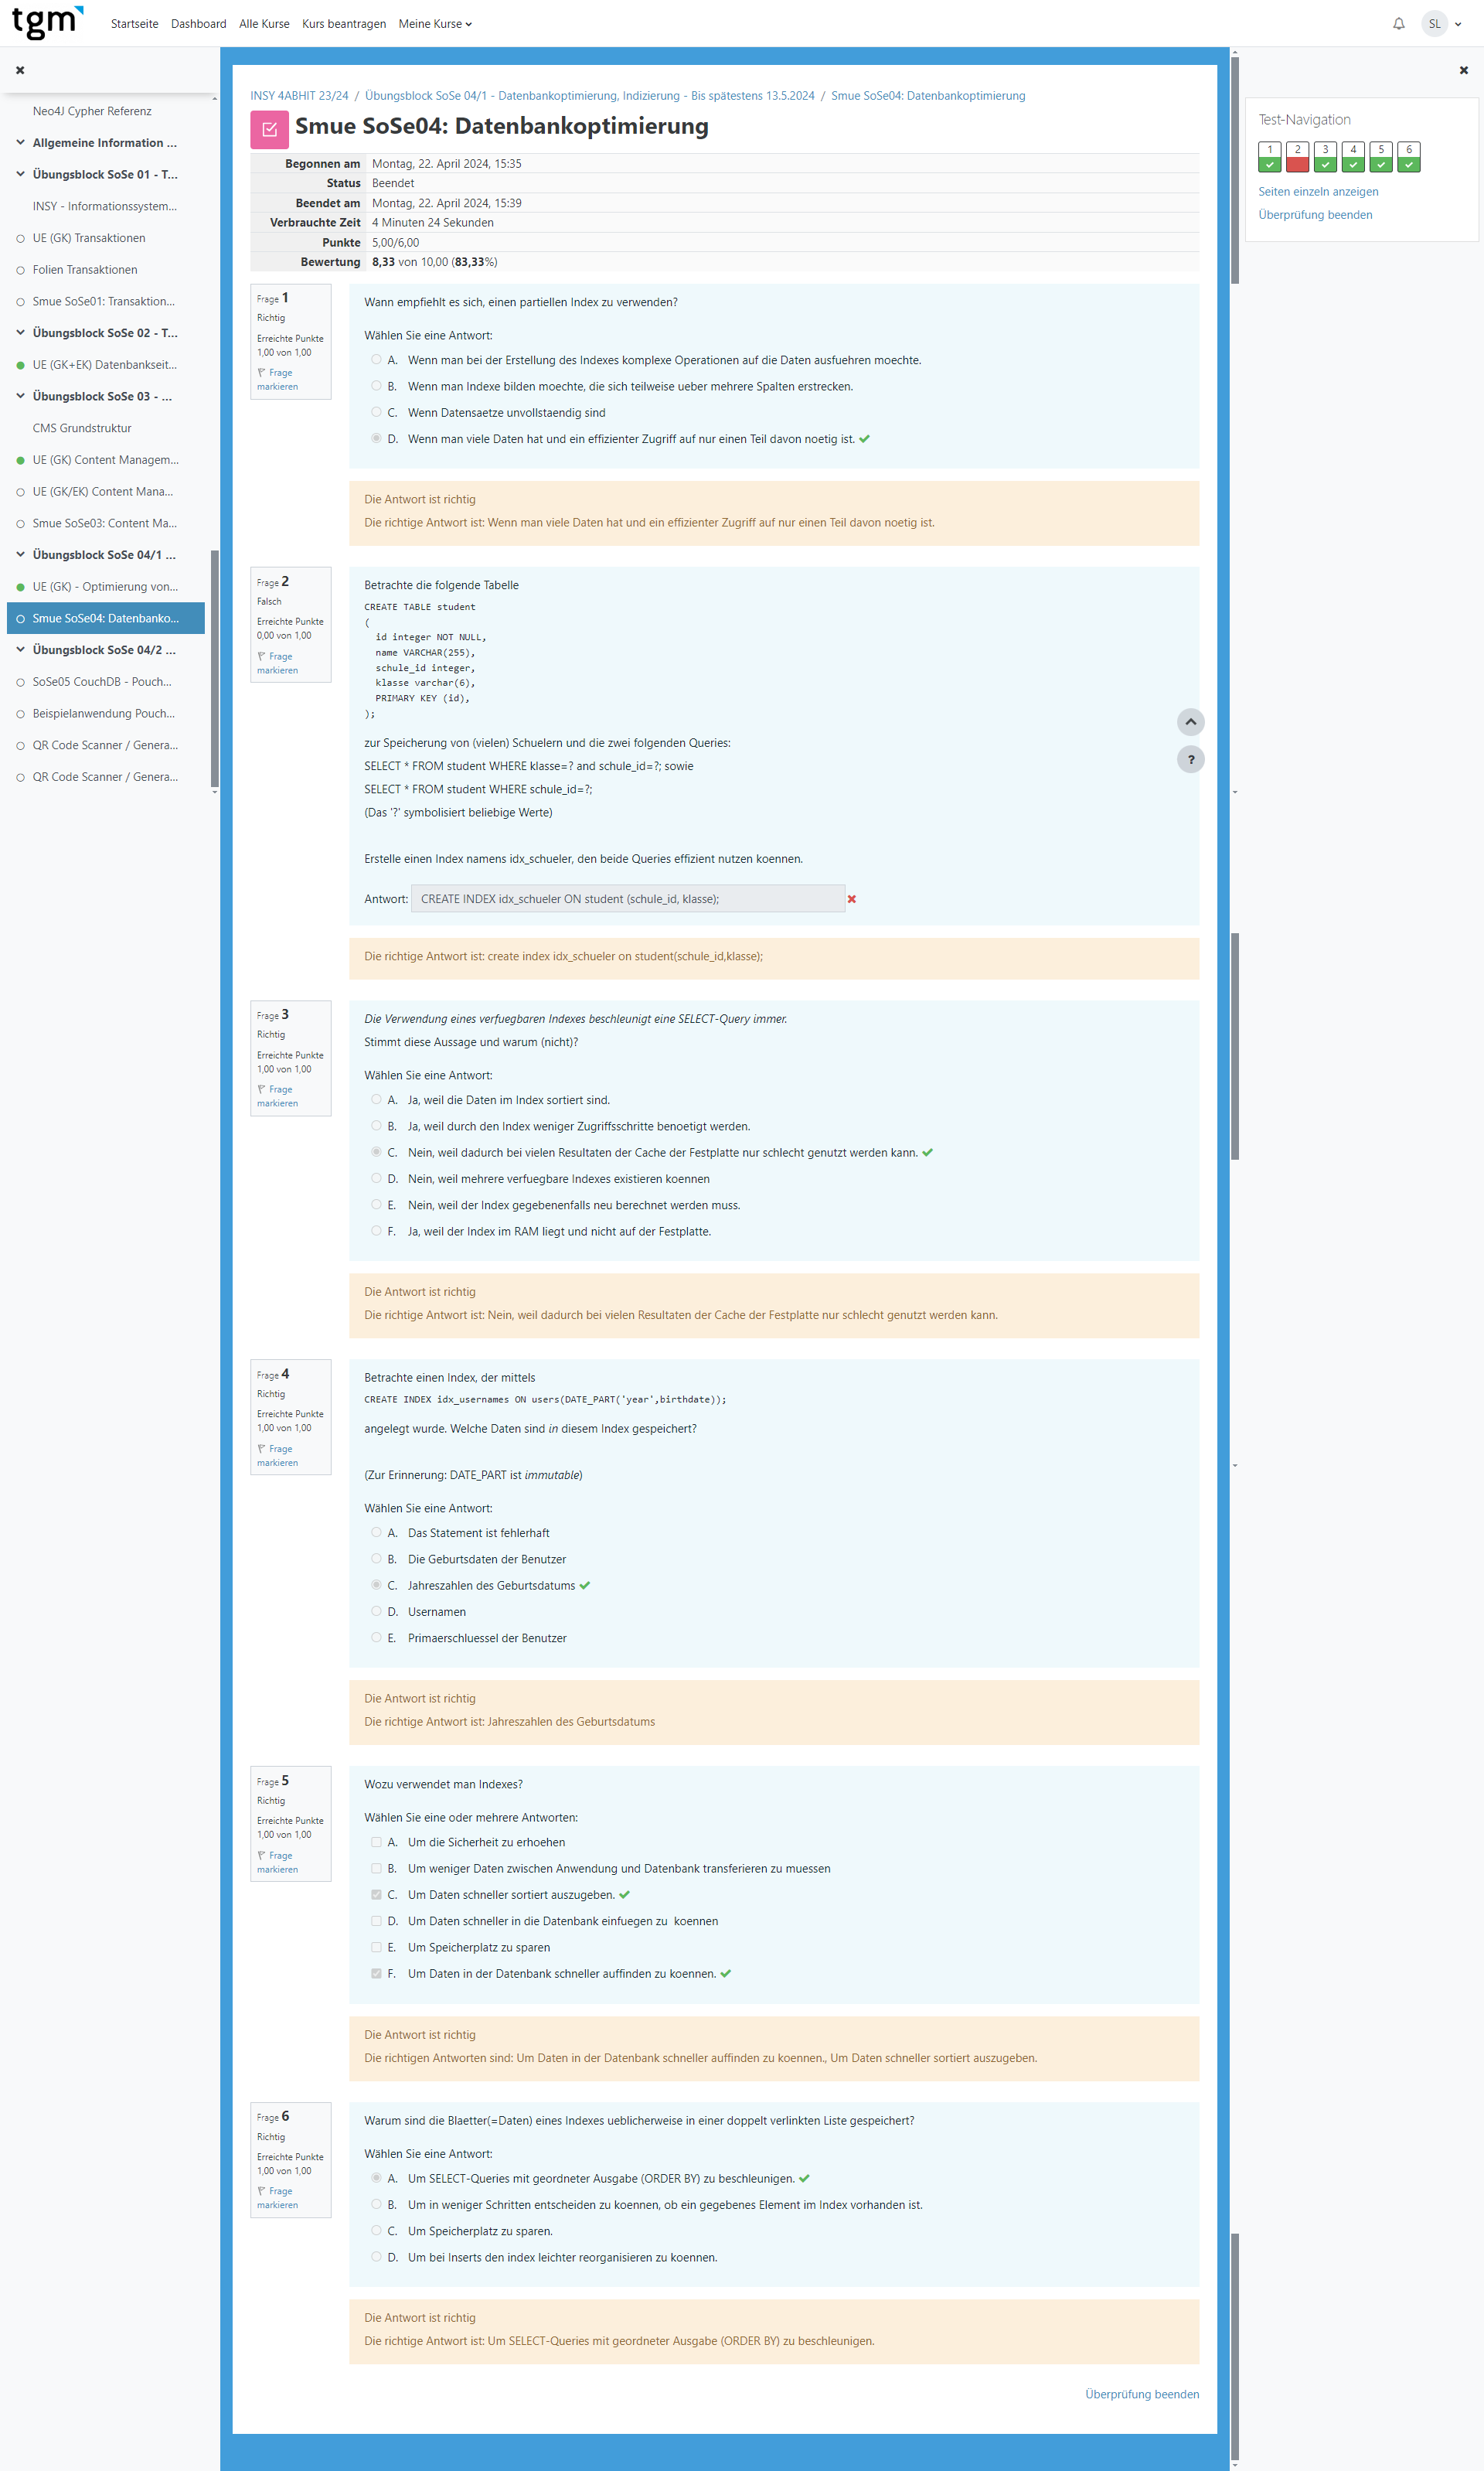 tgm
Startseite Dashboard Alle Kurse Kurs beantragen Meine Kurse
SL
Neo4J Cypher Referenz
Allgemeine Information ...
Übungsblock SoSe 01 - T...
INSY - Informationssystem...
UE (GK) Transaktionen
Folien Transaktionen
Smue SoSe01: Transaktion...
Übungsblock SoSe 02 - T...
UE (GK+EK) Datenbankseit...
Übungsblock SoSe 03 - ...
CMS Grundstruktur
UE (GK) Content Managem...
UE (GK/EK) Content Mana...
Smue SoSe03: Content Ma...
Übungsblock SoSe 04/1 ...
UE (GK) - Optimierung von...
Smue SoSe04: Datenbanko...
Übungsblock SoSe 04/2 ...
SoSe05 CouchDB - Pouch...
Beispielanwendung Pouch...
QR Code Scanner / Genera...
QR Code Scanner / Genera...
INSY 4ABHIT 23/24 / Übungsblock SoSe 04/1 - Datenbankoptimierung, Indizierung - Bis spätestens 13.5.2024 / Smue SoSe04: Datenbankoptimierung
Smue SoSe04: Datenbankoptimierung
Begonnen am Montag, 22. April 2024, 15:35
Status Beendet
Beendet am Montag, 22. April 2024, 15:39
Verbrauchte Zeit 4 Minuten 24 Sekunden
Punkte 5,00/6,00
Bewertung 8,33 von 10,00 (83,33%)
Frage 1
Richtig
Erreichte Punkte
1,00 von 1,00
Frage
markieren
Wann empfiehlt es sich, einen partiellen Index zu verwenden?
Wählen Sie eine Antwort:
A. Wenn man bei der Erstellung des Indexes komplexe Operationen auf die Daten ausfuehren moechte.
B. Wenn man Indexe bilden moechte, die sich teilweise ueber mehrere Spalten erstrecken.
C. Wenn Datensaetze unvollstaendig sind
D. Wenn man viele Daten hat und ein effizienter Zugriff auf nur einen Teil davon noetig ist.
Die Antwort ist richtig
Die richtige Antwort ist: Wenn man viele Daten hat und ein effizienter Zugriff auf nur einen Teil davon noetig ist.
Frage 2
Falsch
Erreichte Punkte
0,00 von 1,00
Frage
markieren
Betrachte die folgende Tabelle
CREATE TABLE student
(
id integer NOT NULL,
name VARCHAR(255),
schule_id integer,
klasse varchar(6),
PRIMARY KEY (id),
);
zur Speicherung von (vielen) Schuelern und die zwei folgenden Queries:
SELECT * FROM student WHERE klasse=? and schule_id=?; sowie
SELECT * FROM student WHERE schule_id=?;
(Das '?' symbolisiert beliebige Werte)
Erstelle einen Index namens idx_schueler, den beide Queries effizient nutzen koennen.
Antwort: CREATE INDEX idx_schueler ON student (schule_id, klasse);
Die richtige Antwort ist: create index idx_schueler on student(schule_id,klasse);
Frage 3
Richtig
Erreichte Punkte
1,00 von 1,00
Frage
markieren
Die Verwendung eines verfuegbaren Indexes beschleunigt eine SELECT-Query immer.
Stimmt diese Aussage und warum (nicht)?
Wählen Sie eine Antwort:
A. Ja, weil die Daten im Index sortiert sind.
B. Ja, weil durch den Index weniger Zugriffsschritte benoetigt werden.
C. Nein, weil dadurch bei vielen Resultaten der Cache der Festplatte nur schlecht genutzt werden kann.
D. Nein, weil mehrere verfuegbare Indexes existieren koennen
E. Nein, weil der Index gegebenenfalls neu berechnet werden muss.
F. Ja, weil der Index im RAM liegt und nicht auf der Festplatte.
Die Antwort ist richtig
Die richtige Antwort ist: Nein, weil dadurch bei vielen Resultaten der Cache der Festplatte nur schlecht genutzt werden kann.
Frage 4
Richtig
Erreichte Punkte
1,00 von 1,00
Frage
markieren
Betrachte einen Index, der mittels
CREATE INDEX idx_usernames ON users(DATE_PART('year',birthdate));
angelegt wurde. Welche Daten sind in diesem Index gespeichert?
(Zur Erinnerung: DATE_PART ist immutable)
Wählen Sie eine Antwort:
A. Das Statement ist fehlerhaft
B. Die Geburtsdaten der Benutzer
C. Jahreszahlen des Geburtsdatums
D. Usernamen
E. Primaerschluessel der Benutzer
Die Antwort ist richtig
Die richtige Antwort ist: Jahreszahlen des Geburtsdatums
Frage 5
Richtig
Erreichte Punkte
1,00 von 1,00
Frage
markieren
Wozu verwendet man Indexes?
Wählen Sie eine oder mehrere Antworten:
A. Um die Sicherheit zu erhoehen
B. Um weniger Daten zwischen Anwendung und Datenbank transferieren zu muessen
C. Um Daten schneller sortiert auszugeben.
D. Um Daten schneller in die Datenbank einfuegen zu koennen
E. Um Speicherplatz zu sparen
F. Um Daten in der Datenbank schneller auffinden zu koennen.
Die Antwort ist richtig
Die richtigen Antworten sind: Um Daten in der Datenbank schneller auffinden zu koennen., Um Daten schneller sortiert auszugeben.
Frage 6
Richtig
Erreichte Punkte
1,00 von 1,00
Frage
markieren
Warum sind die Blaetter(=Daten) eines Indexes ueblicherweise in einer doppelt verlinkten Liste gespeichert?
Wählen Sie eine Antwort:
A. Um SELECT-Queries mit geordneter Ausgabe (ORDER BY) zu beschleunigen.
B. Um in weniger Schritten entscheiden zu koennen, ob ein gegebenes Element im Index vorhanden ist.
C. Um Speicherplatz zu sparen.
D. Um bei Inserts den index leichter reorganisieren zu koennen.
Die Antwort ist richtig
Die richtige Antwort ist: Um SELECT-Queries mit geordneter Ausgabe (ORDER BY) zu beschleunigen.
Überprüfung beenden
?
Test-Navigation
1 2 3 4 5 6
Seiten einzeln anzeigen
Überprüfung beenden